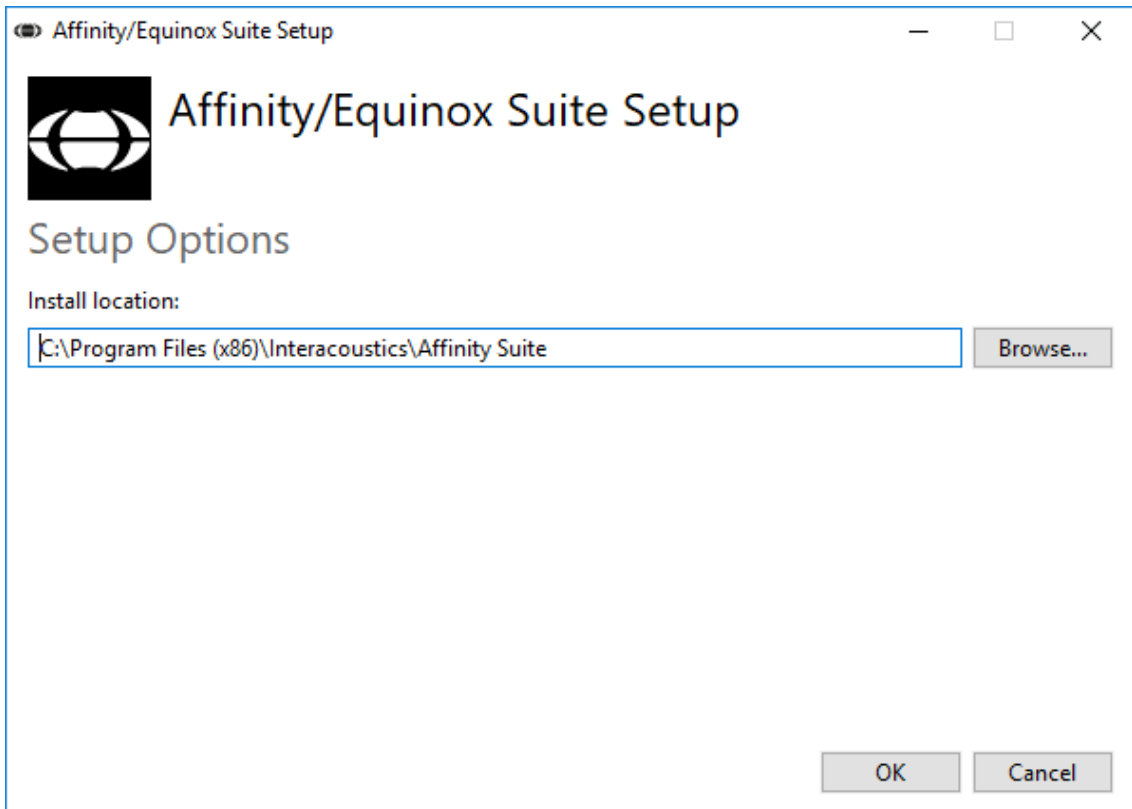 Affinity/Equinox Suite Setup
Affinity/Equinox Suite Setup
Setup Options
Install location:
C:\Program Files (x86)\Interacoustics\Affinity Suite
Browse...
OK
Cancel